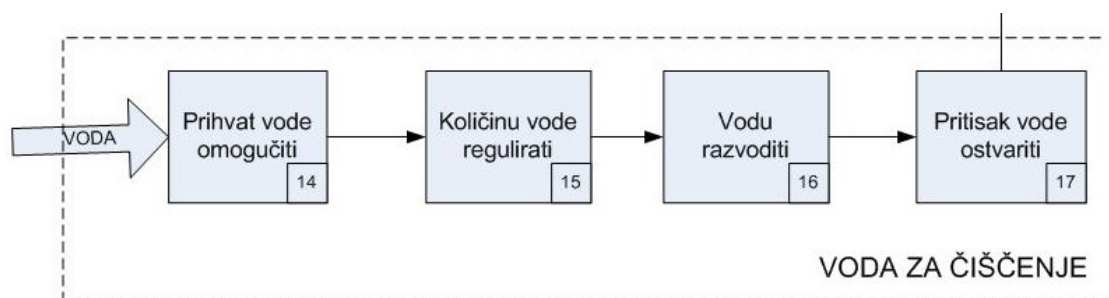 VODA
Prihvat vode
omogučiti
14
Količinu vode
regulirati
15
Vodu
razvoditi
16
Pritisak vode
ostvariti
17
VODA ZA ČIŠČENJE